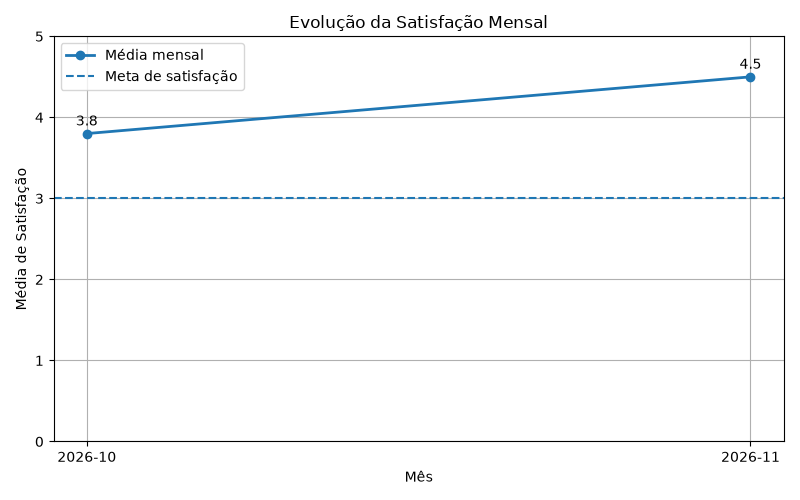 Evolução da Satisfação Mensal
Média mensal
Meta de satisfação
3.8
4.5
Média de Satisfação
5
4
3
2
1
0
2026-10
2026-11
Mês